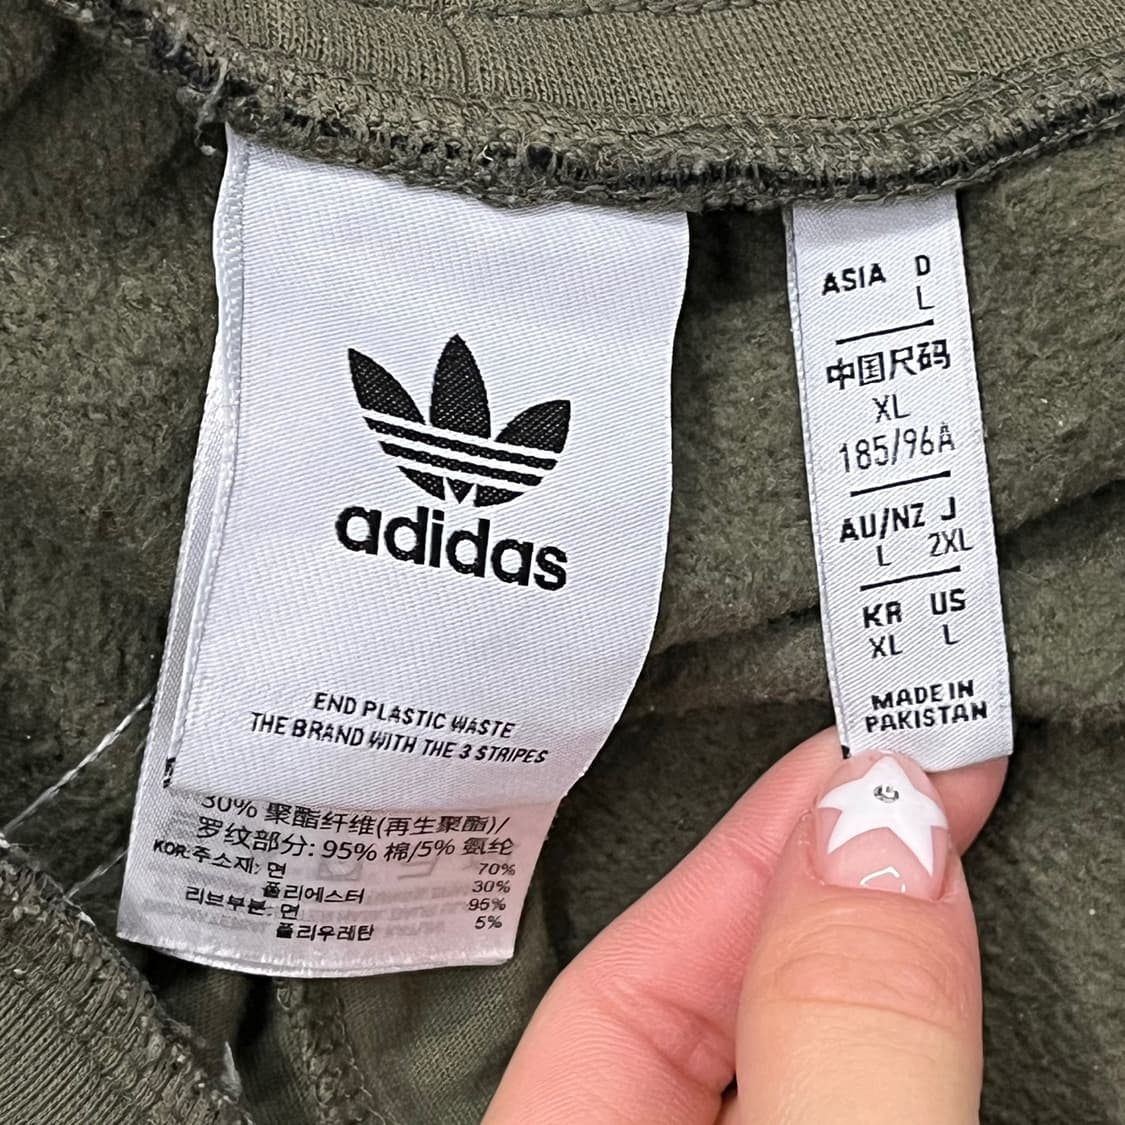 adidas
END PLASTIC WASTE
THE BRAND WITH THE 3 STRIPES
30% 聚酯纤维(再生聚酯)/
罗纹部分: 95% 棉/5% 氨纶
KOR:주소재: 면 70%
폴리에스터 30%
리브부분: 면 95%
폴리우레탄 5%
ASIA D
L
中国尺码
XL
185/96A
AU/NZ J
L 2XL
KR US
XL L
MADE IN
PAKISTAN